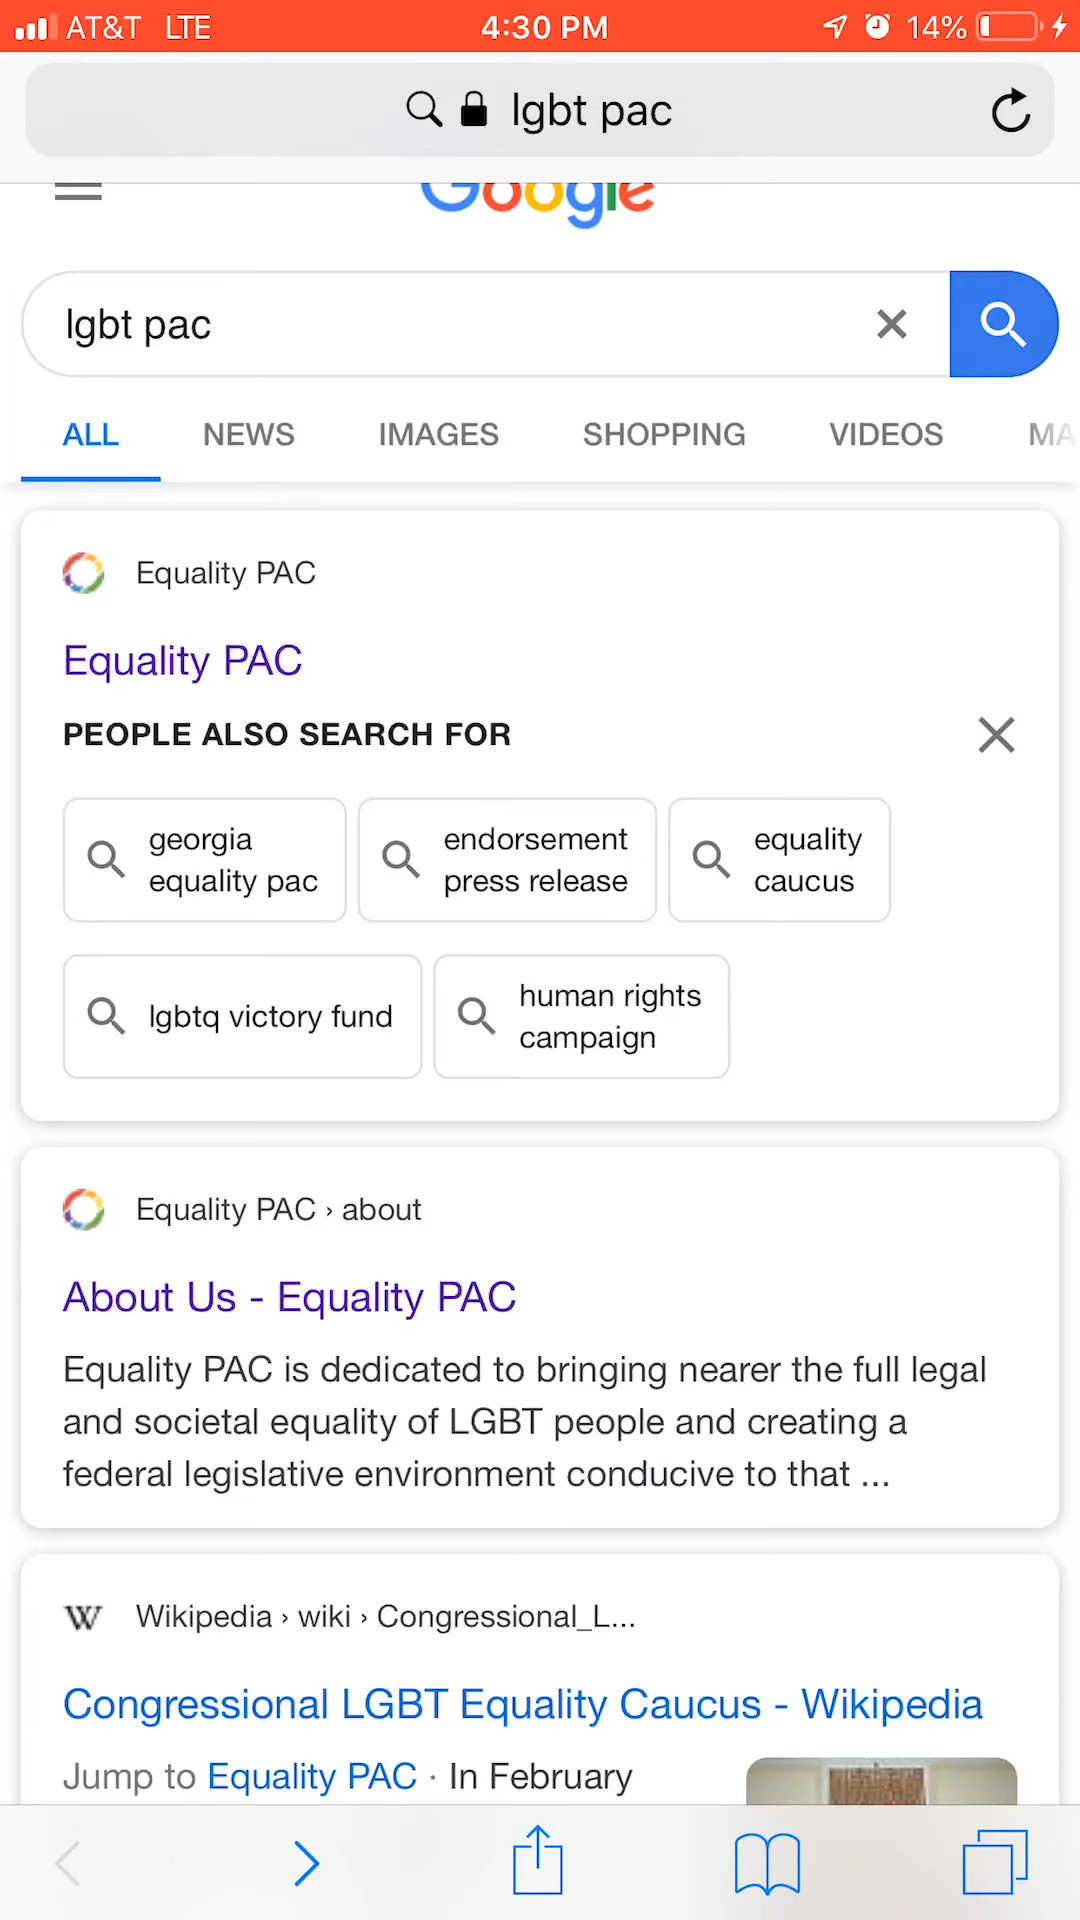 AT&T LTE 4:30 PM 14%
lgbt pac
Google
lgbt pac
ALL NEWS IMAGES SHOPPING VIDEOS MA
Equality PAC
Equality PAC
PEOPLE ALSO SEARCH FOR
georgia
equality pac
endorsement
press release
equality
caucus
lgbtq victory fund
human rights
campaign
Equality PAC › about
About Us - Equality PAC
Equality PAC is dedicated to bringing nearer the full legal
and societal equality of LGBT people and creating a
federal legislative environment conducive to that ...
W Wikipedia › wiki › Congressional_L...
Congressional LGBT Equality Caucus - Wikipedia
Jump to Equality PAC · In February